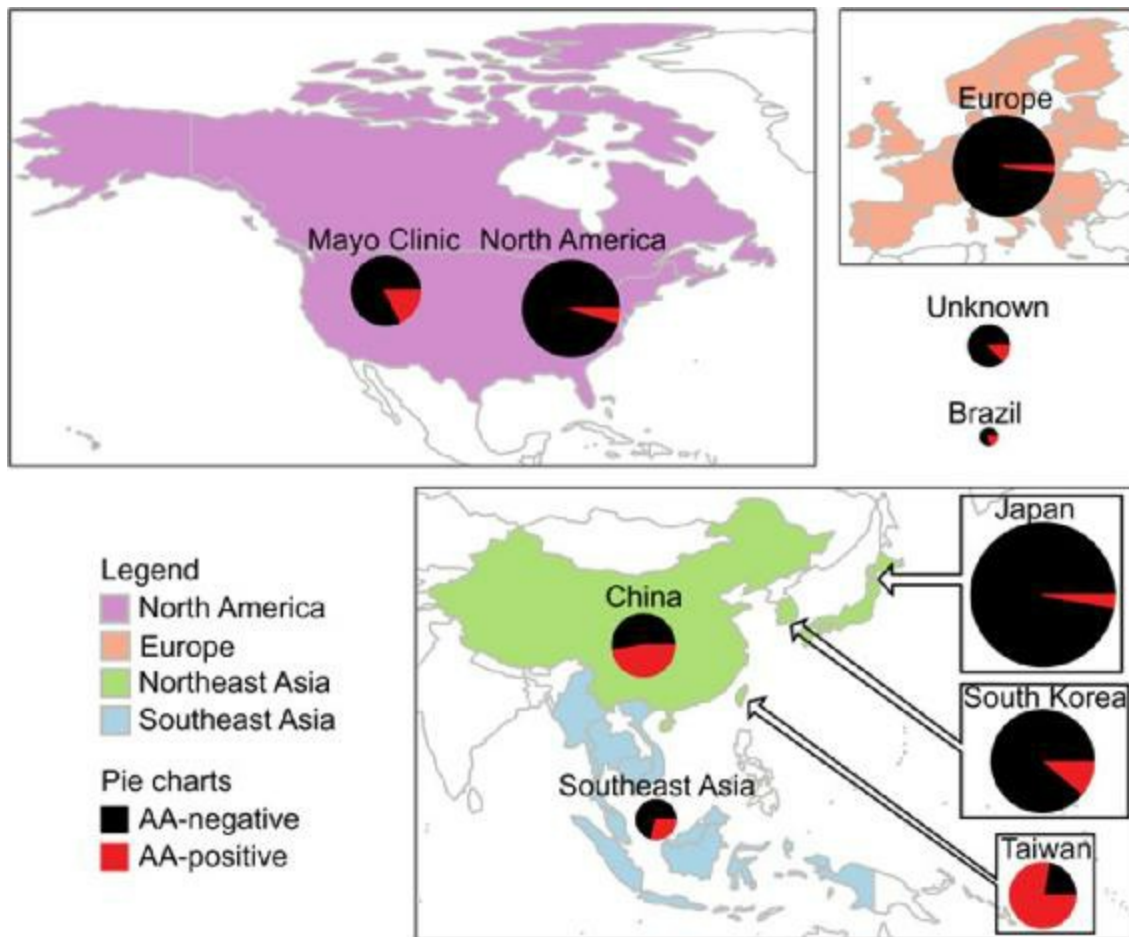 Mayo Clinic
North America
Europe
Unknown
Brazil
Legend
North America
Europe
Northeast Asia
Southeast Asia
Pie charts
AA-negative
AA-positive
China
Southeast Asia
Japan
South Korea
Taiwan